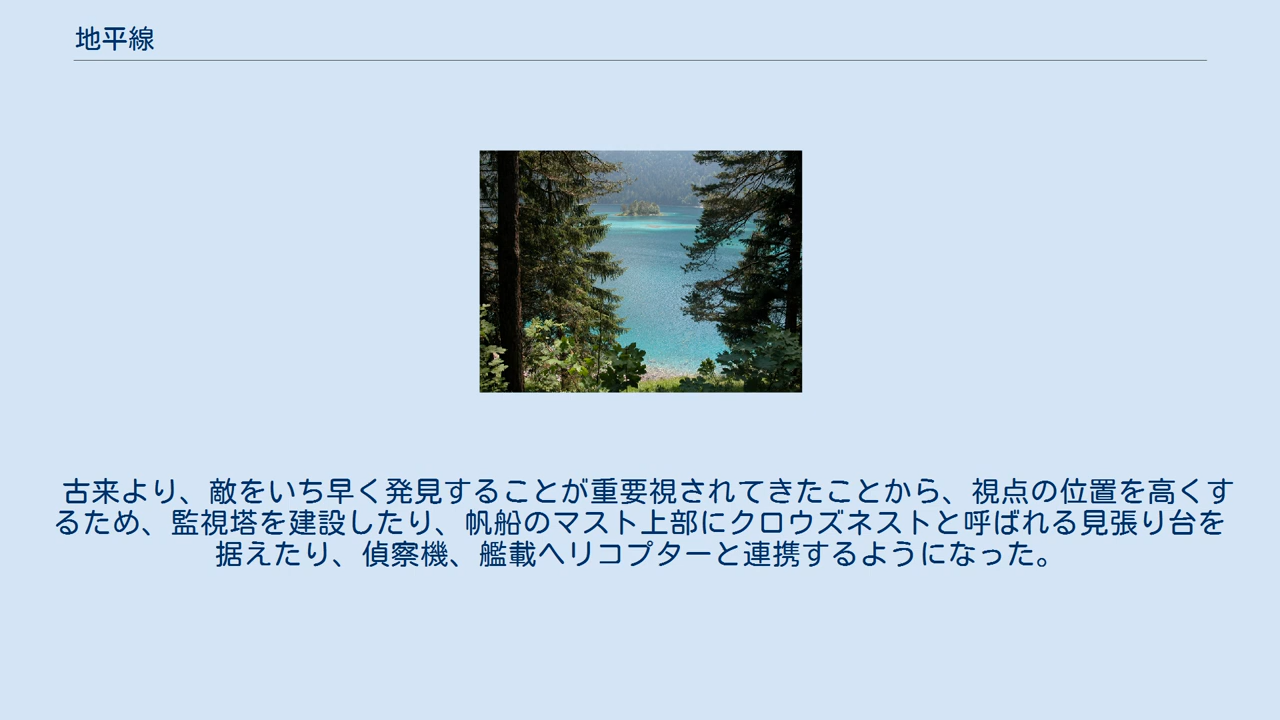 地平線
古来より、敵をいち早く発見することが重要視されてきたことから、視点の位置を高くす
るため、監視塔を建設したり、帆船のマスト上部にクロウズネストと呼ばれる見張り台を
据えたり、偵察機、艦載ヘリコプターと連携するようになった。